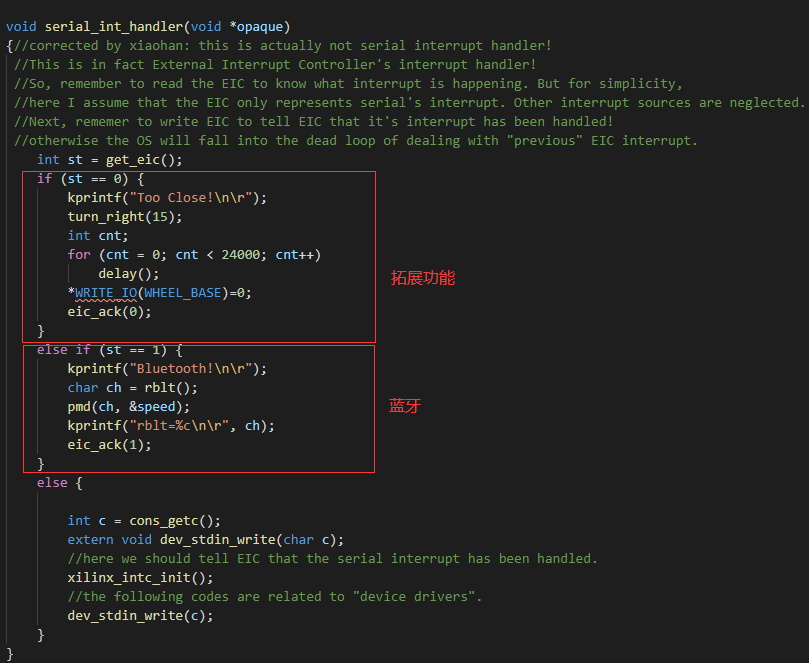 void serial_int_handler(void *opaque)
{//corrected by xiaohan: this is actually not serial interrupt handler!
//This is in fact External Interrupt Controller's interrupt handler!
//So, remember to read the EIC to know what interrupt is happening. But for simplicity,
//here I assume that the EIC only represents serial's interrupt. Other interrupt sources are neglected.
//Next, rememer to write EIC to tell EIC that it's interrupt has been handled!
//otherwise the OS will fall into the dead loop of dealing with "previous" EIC interrupt.
int st = get_eic();
if (st == 0) {
kprintf("Too Close!\n\r");
turn_right(15);
int cnt;
for (cnt = 0; cnt < 24000; cnt++)
delay();
拓展功能
*WRITE_IO(WHEEL_BASE)=0;
eic_ack(0);
}
else if (st == 1) {
kprintf("Bluetooth!\n\r");
char ch = rblt();
pmd(ch, &speed);
蓝牙
kprintf("rblt=%c\n\r", ch);
eic_ack(1);
}
else {
int c = cons_getc();
extern void dev_stdin_write(char c);
//here we should tell EIC that the serial interrupt has been handled.
xilinx_intc_init();
//the following codes are related to "device drivers".
dev_stdin_write(c);
}
}